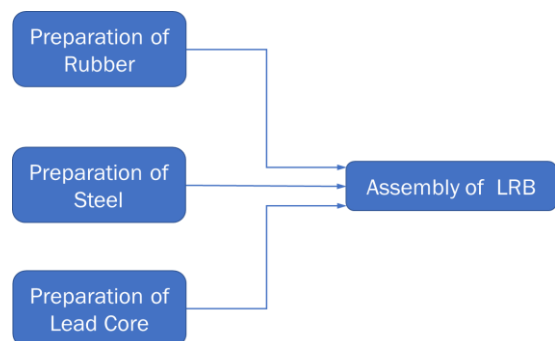 Preparation of
Rubber
Preparation of
Steel
Assembly of LRB
Preparation of
Lead Core